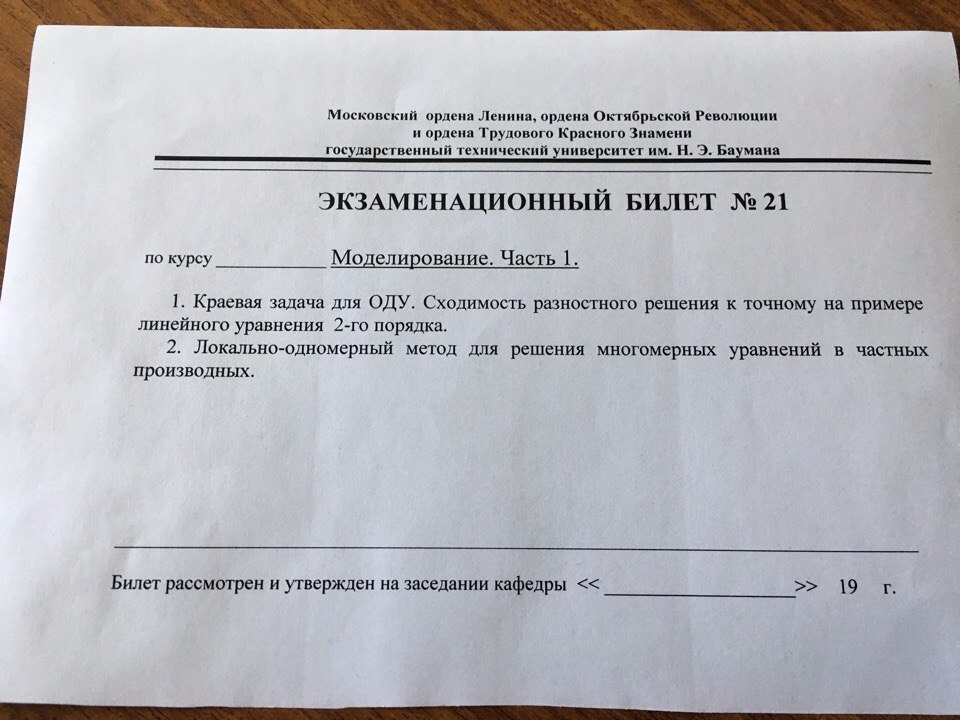 Московский ордена Ленина, ордена Октябрьской Революции
и ордена Трудового Красного Знамени
государственный технический университет им. Н. Э. Баумана
ЭКЗАМЕНАЦИОННЫЙ БИЛЕТ № 21
по курсу ____________ Моделирование. Часть 1.
1. Краевая задача для ОДУ. Сходимость разностного решения к точному на примере
линейного уравнения 2-го порядка.
2. Локально-одномерный метод для решения многомерных уравнений в частных
производных.
Билет рассмотрен и утвержден на заседании кафедры << ____________________>> 19 г.